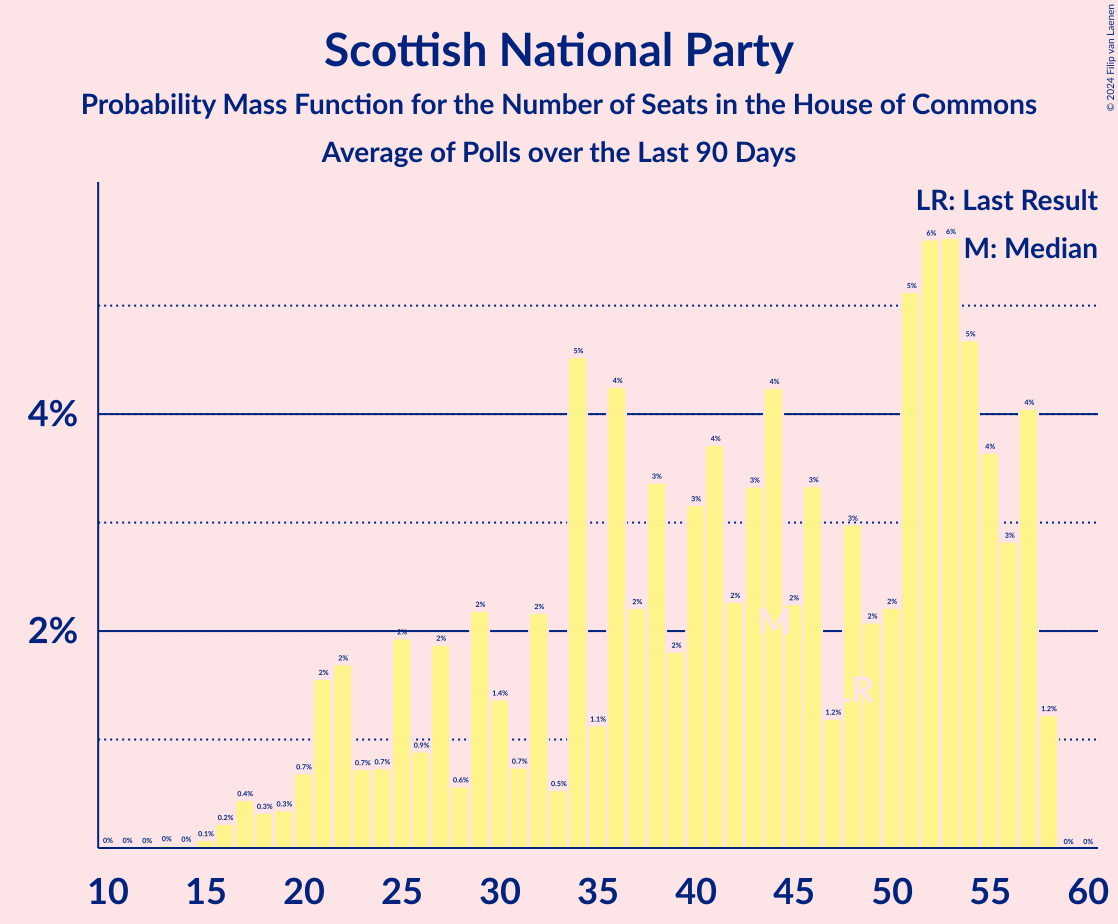 Scottish National Party
Probability Mass Function for the Number of Seats in the House of Commons
Average of Polls over the Last 90 Days
© 2024 Filip van Laenen
LR: Last Result
M: Median
4%
2%
0% 0% 0% 0% 0% 0.1% 0.2% 0.4% 0.3% 0.3% 0.7% 2% 2% 0.7% 0.7% 2% 0.9% 2% 0.6% 2% 1.4% 0.7% 2% 0.5% 5% 1.1% 4% 2% 3% 2% 3% 4% 2% 3% 4% 2% 3% 1.2% 3% 2% 2% 5% 6% 6% 5% 4% 3% 4% 1.2% 0% 0%
M
LR
10 15 20 25 30 35 40 45 50 55 60